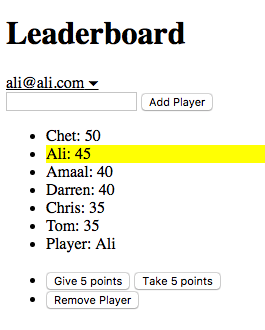 Leaderboard
ali@ali.com
Add Player
Chet: 50
Ali: 45
Amaal: 40
Darren: 40
Chris: 35
Tom: 35
Player: Ali
Give 5 points Take 5 points
Remove Player